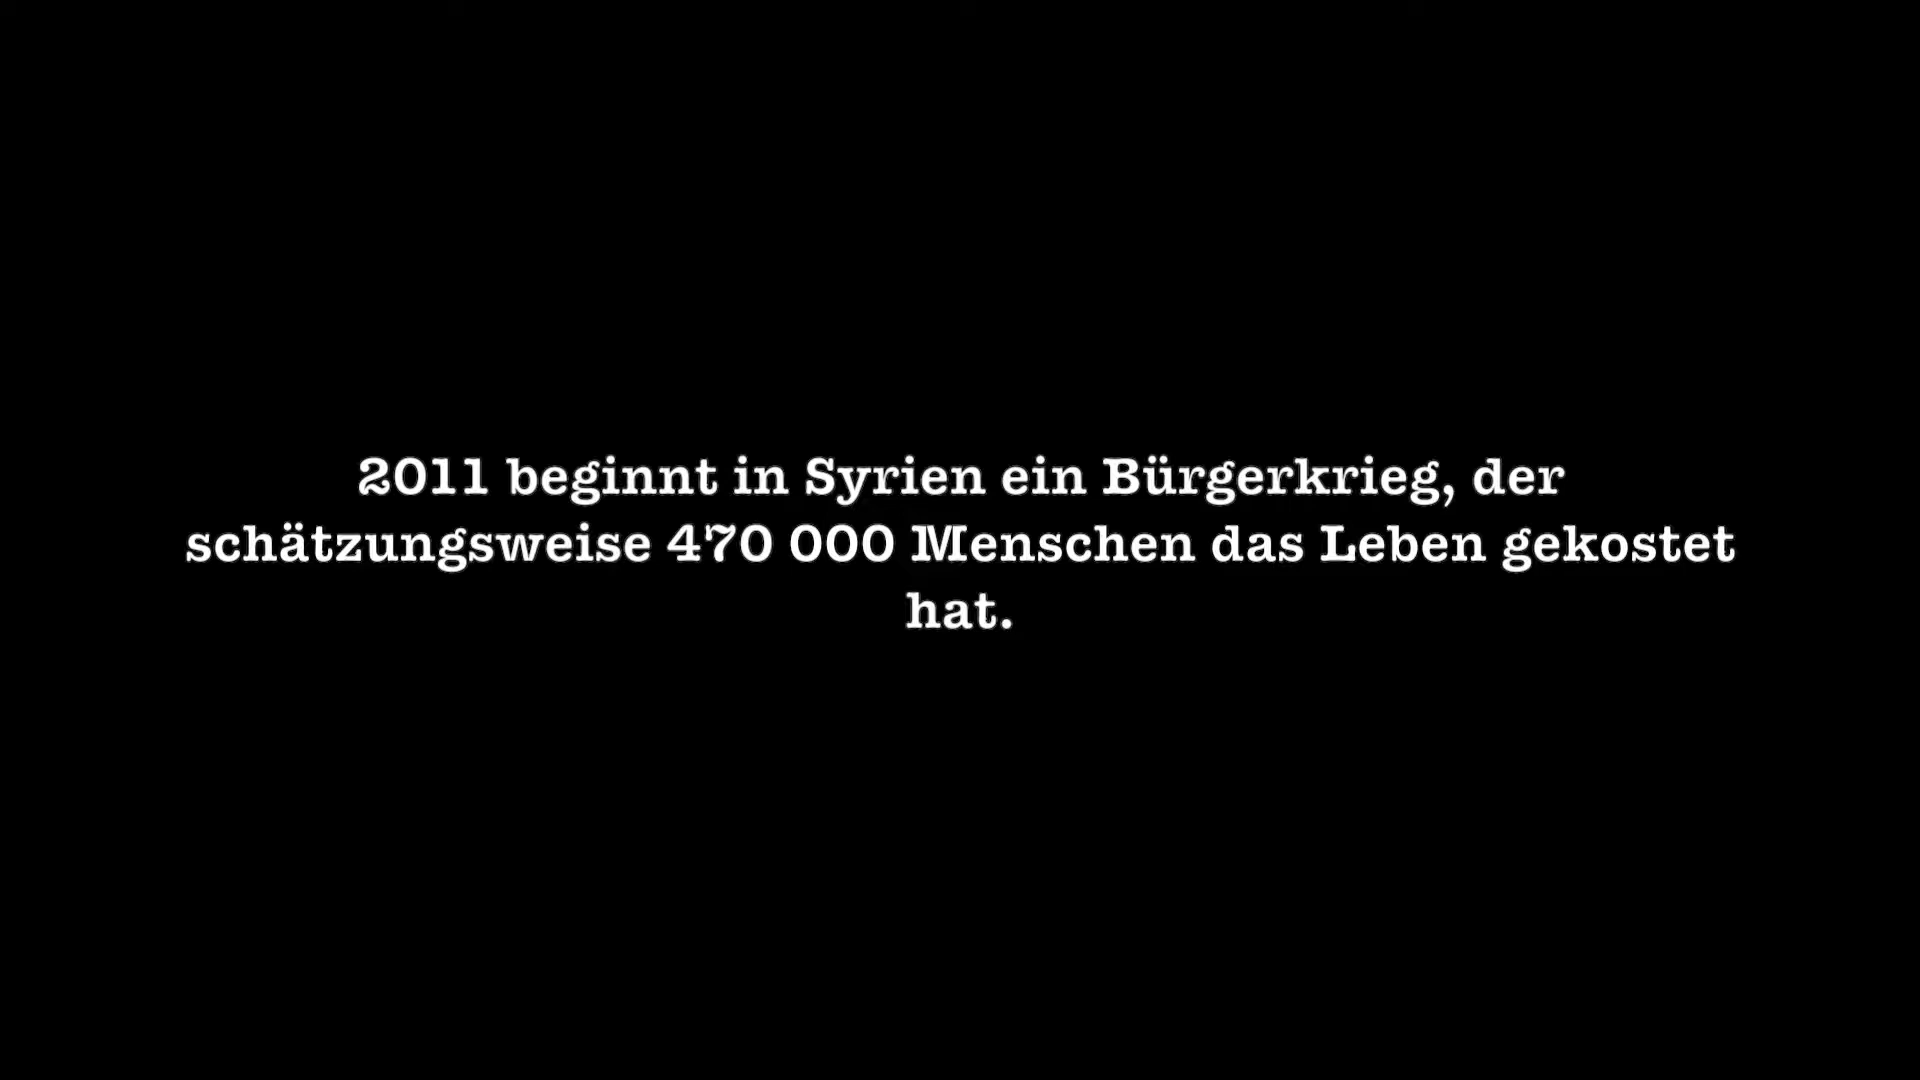 2011 beginnt in Syrien ein Bürgerkrieg, der
schätzungsweise 470 000 Menschen das Leben gekostet
hat.